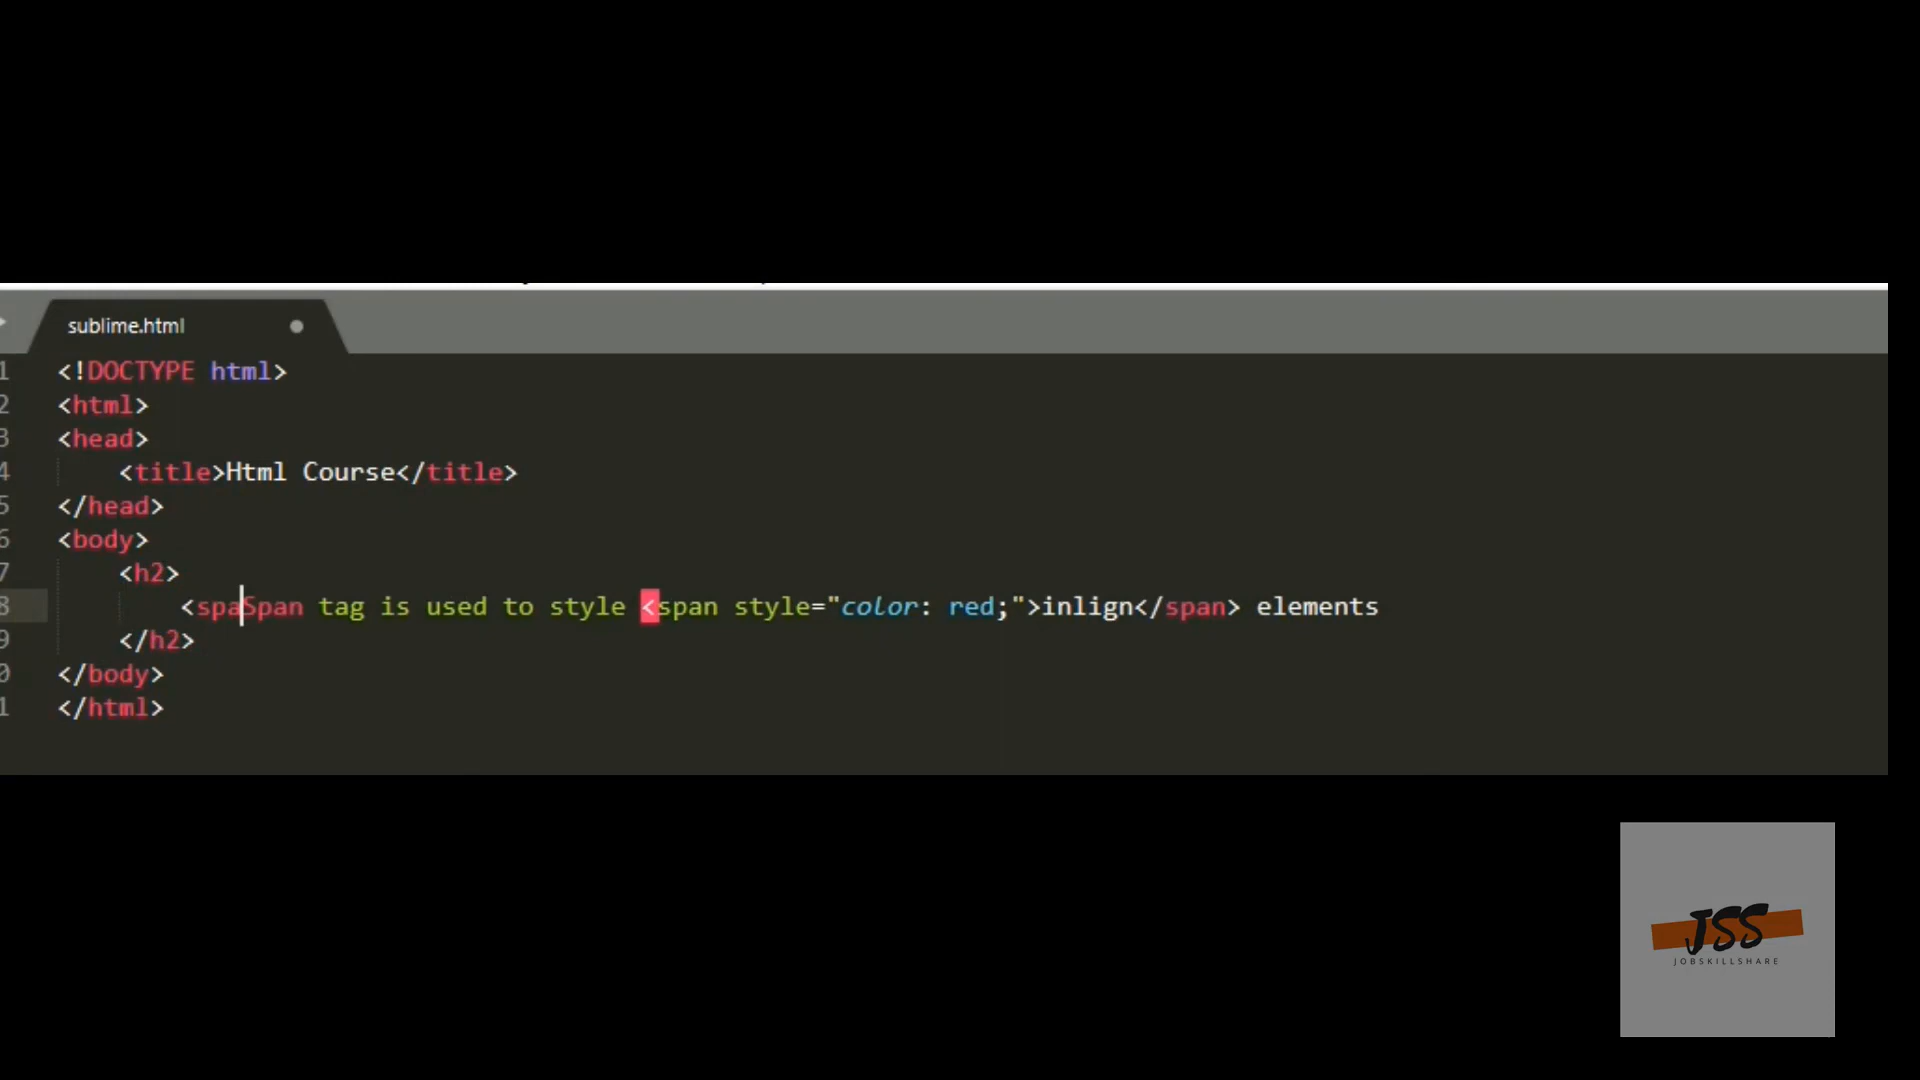 sublime.html
1 <!DOCTYPE html>
2 <html>
3 <head>
4 <title>Html Course</title>
5 </head>
6 <body>
7 <h2>
8 <spaSpan tag is used to style <span style="color: red;">inlign</span> elements
9 </h2>
0 </body>
1 </html>
JSS
JOBSKILLSHARE